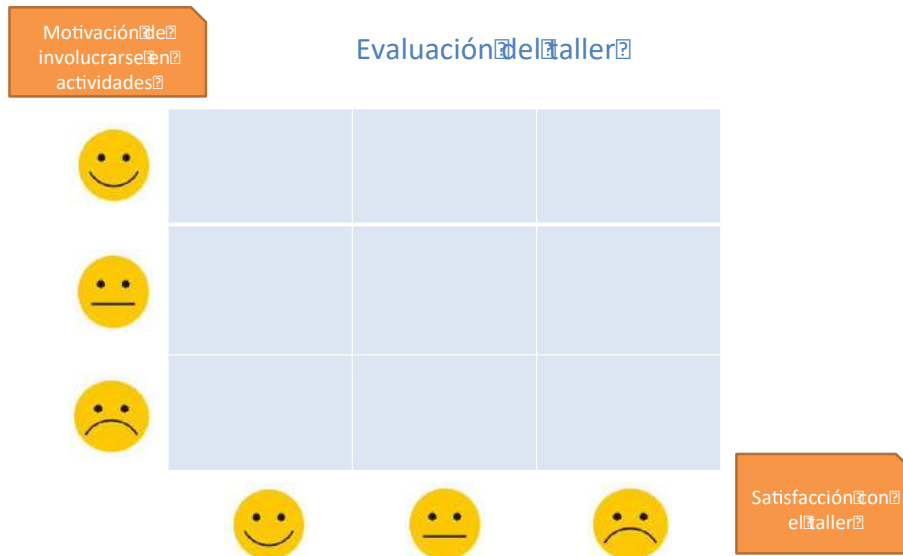 Motivación de
involucrarse en
actividades
Evaluación del taller
Satisfacción con
el taller